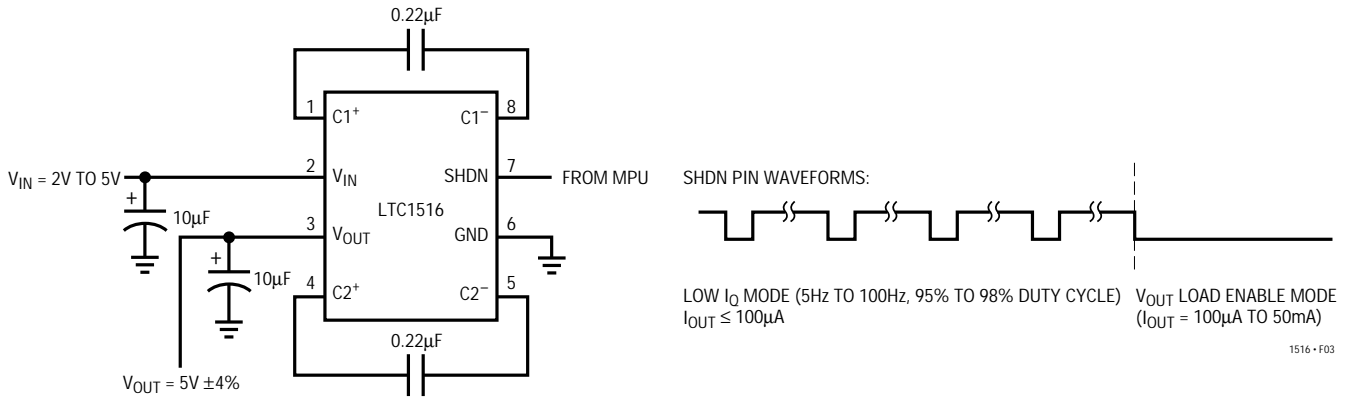 0.22µF
1
C1⁺
C1⁻
8
V_IN = 2V TO 5V
2
V_IN
SHDN
7
FROM MPU
+
10µF
LTC1516
3
V_OUT
GND
6
+
10µF
4
C2⁺
C2⁻
5
0.22µF
V_OUT = 5V ±4%
SHDN PIN WAVEFORMS:
LOW I_Q MODE (5Hz TO 100Hz, 95% TO 98% DUTY CYCLE)
I_OUT ≤ 100µA
V_OUT LOAD ENABLE MODE
(I_OUT = 100µA TO 50mA)
1516 • F03